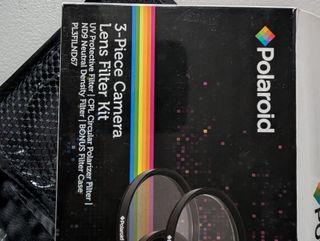 Polaroid
3-Piece Camera
Lens Filter Kit
UV Protective Filter | CPL Circular Polarizer Filter |
ND9 Neutral Density Filter | BONUS Filter Case
PL3FILND67
Polaroid